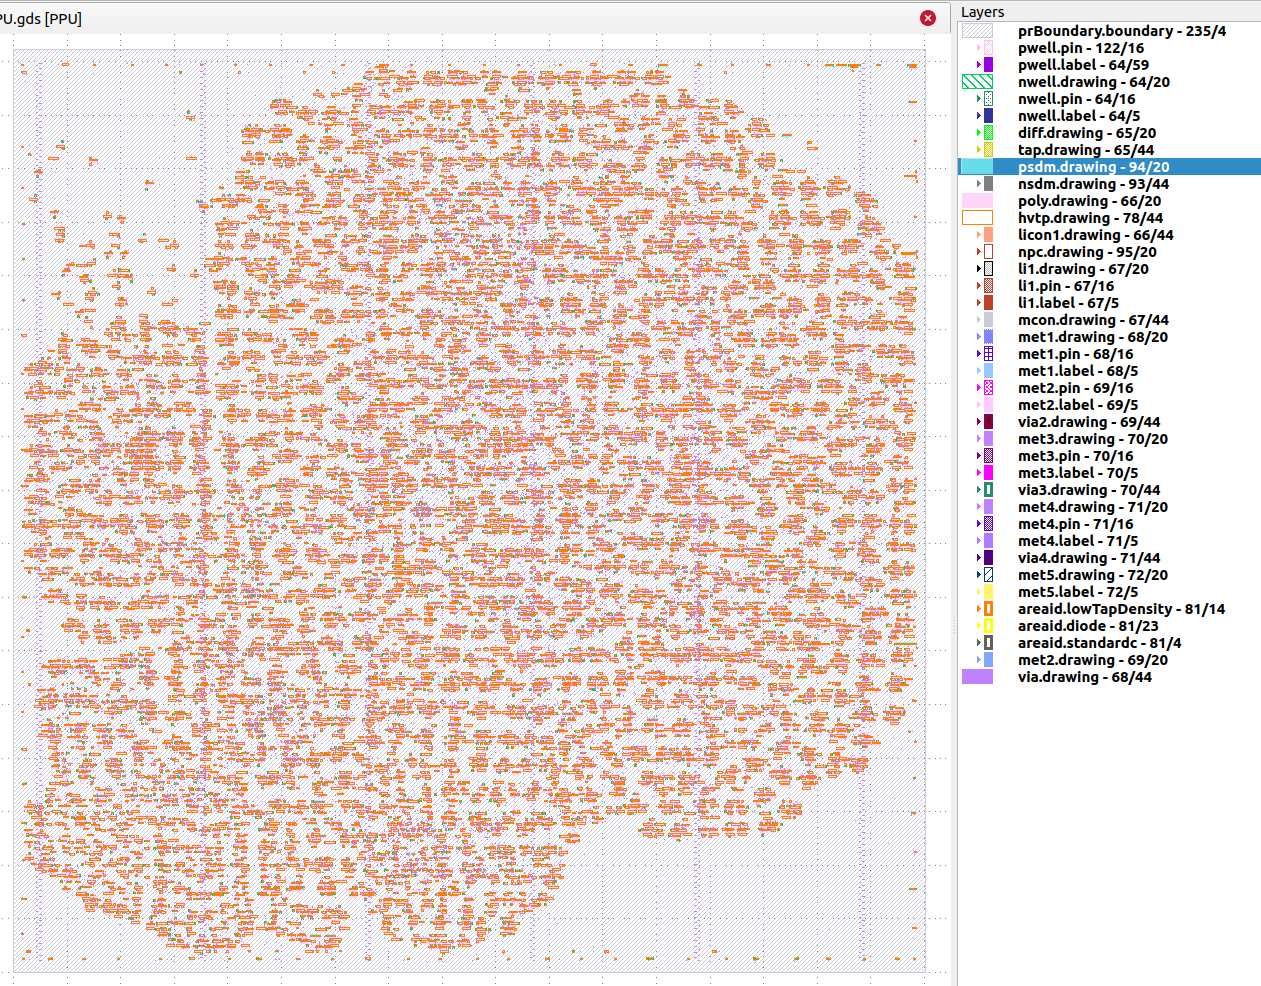 PU.gds [PPU]
Layers
prBoundary.boundary - 235/4
pwell.pin - 122/16
pwell.label - 64/59
nwell.drawing - 64/20
nwell.pin - 64/16
nwell.label - 64/5
diff.drawing - 65/20
tap.drawing - 65/44
psdm.drawing - 94/20
nsdm.drawing - 93/44
poly.drawing - 66/20
hvtp.drawing - 78/44
licon1.drawing - 66/44
npc.drawing - 95/20
li1.drawing - 67/20
li1.pin - 67/16
li1.label - 67/5
mcon.drawing - 67/44
met1.drawing - 68/20
met1.pin - 68/16
met1.label - 68/5
met2.pin - 69/16
met2.label - 69/5
via2.drawing - 69/44
met3.drawing - 70/20
met3.pin - 70/16
met3.label - 70/5
via3.drawing - 70/44
met4.drawing - 71/20
met4.pin - 71/16
met4.label - 71/5
via4.drawing - 71/44
met5.drawing - 72/20
met5.label - 72/5
areaid.lowTapDensity - 81/14
areaid.diode - 81/23
areaid.standardc - 81/4
met2.drawing - 69/20
via.drawing - 68/44